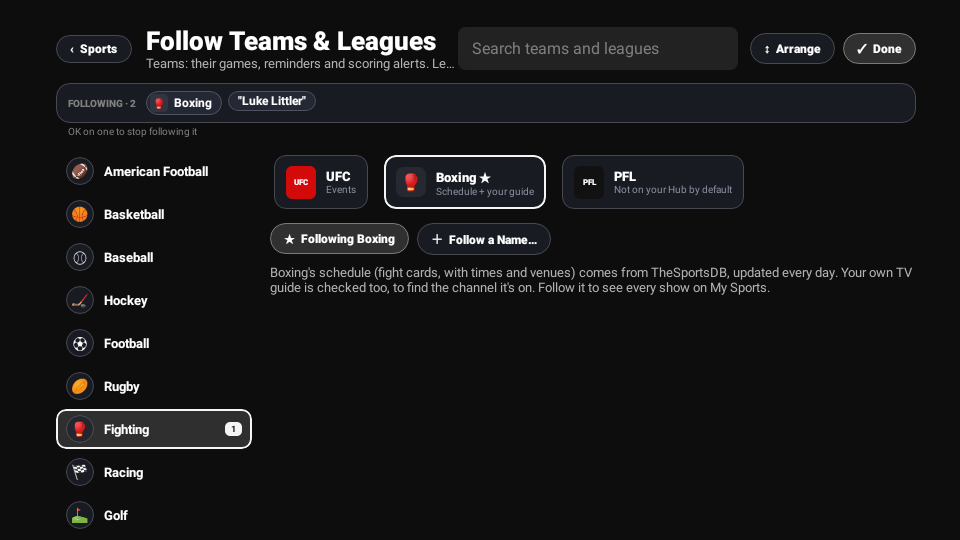 ‹ Sports
Follow Teams & Leagues
Teams: their games, reminders and scoring alerts. Le…
Search teams and leagues
↕ Arrange
✓ Done
FOLLOWING · 2
Boxing
"Luke Littler"
OK on one to stop following it
American Football
Basketball
Baseball
Hockey
Football
Rugby
Fighting
1
Racing
Golf
UFC
UFC
Events
Boxing ★
Schedule + your guide
PFL
PFL
Not on your Hub by default
★ Following Boxing
+ Follow a Name…
Boxing's schedule (fight cards, with times and venues) comes from TheSportsDB, updated every day. Your own TV
guide is checked too, to find the channel it's on. Follow it to see every show on My Sports.